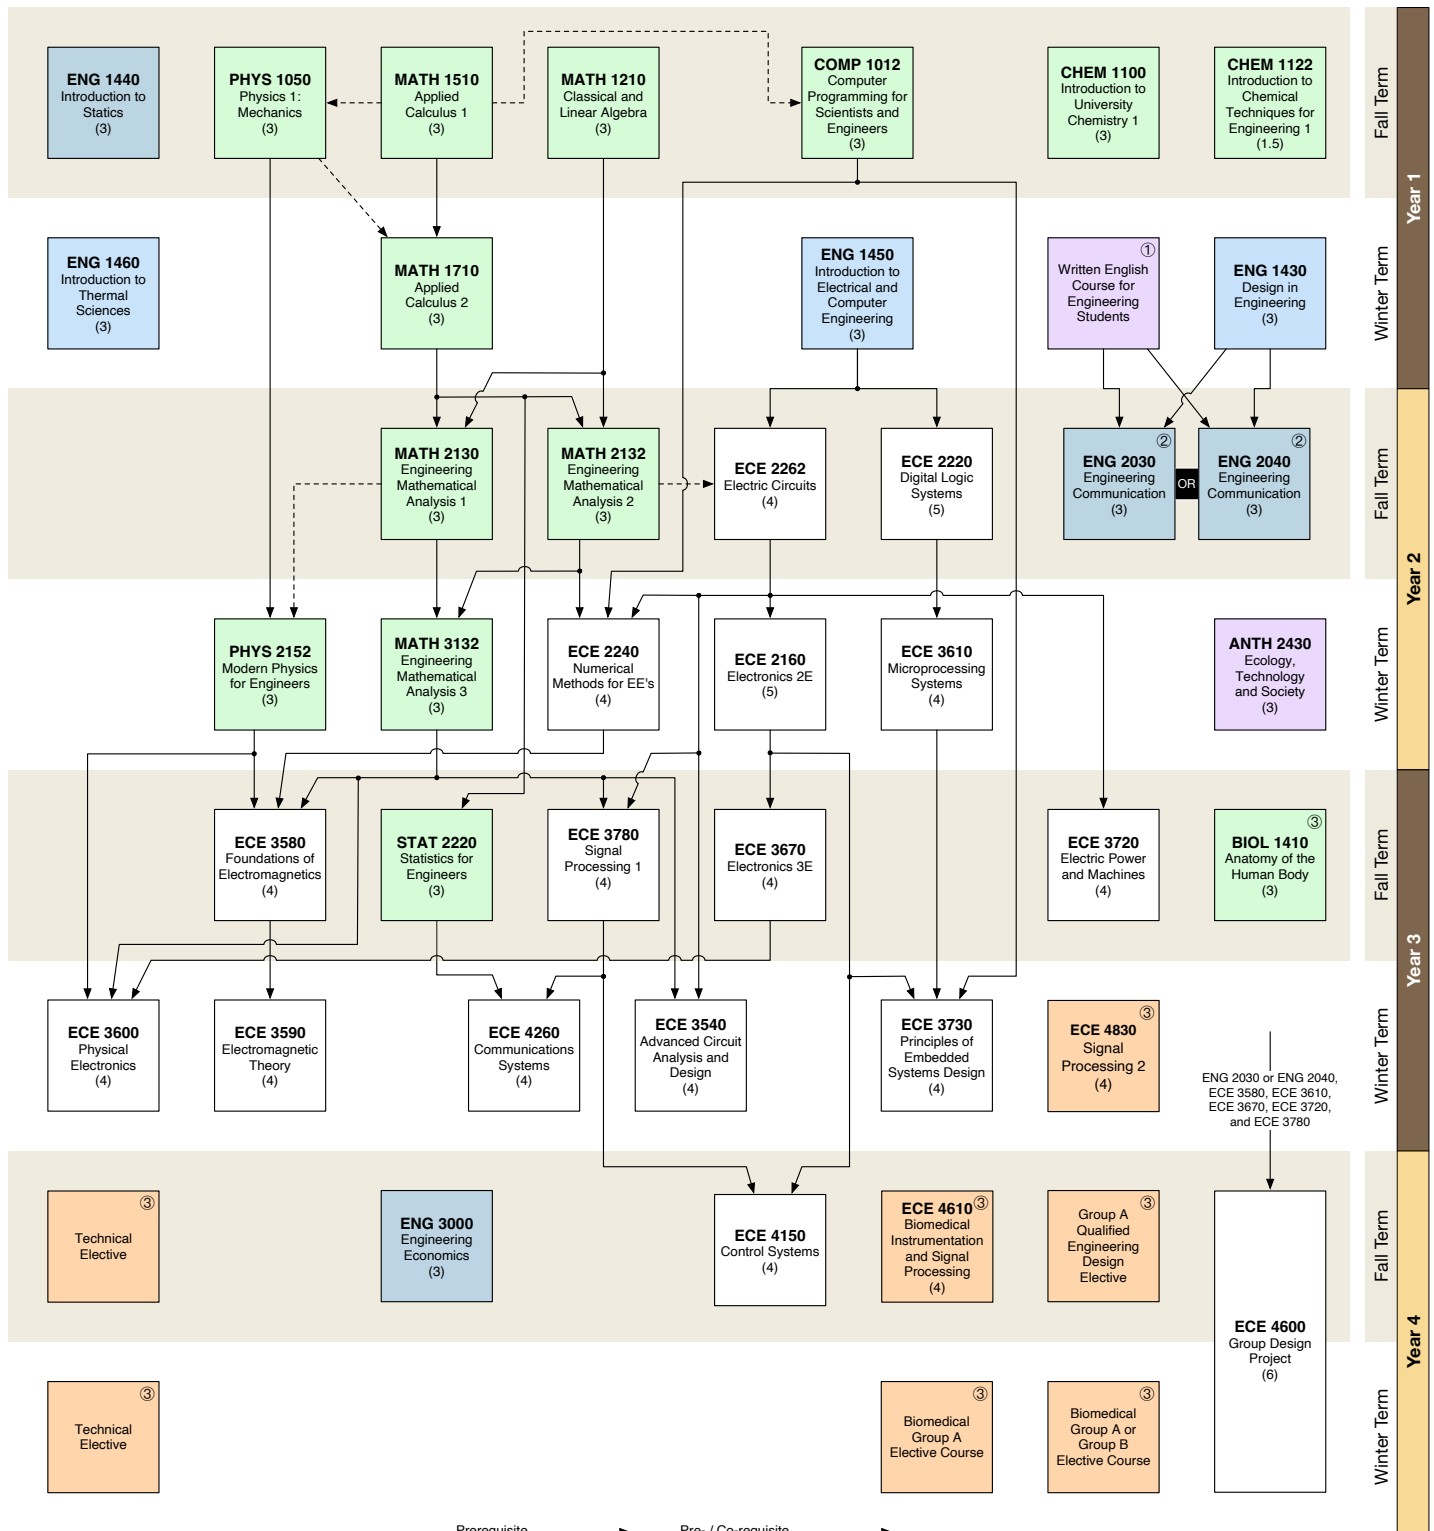 ENG 1440
Introduction to
Statics
(3)
PHYS 1050
Physics 1:
Mechanics
(3)
MATH 1510
Applied
Calculus 1
(3)
MATH 1210
Classical and
Linear Algebra
(3)
COMP 1012
Computer
Programming for
Scientists and
Engineers
(3)
CHEM 1100
Introduction to
University
Chemistry 1
(3)
CHEM 1122
Introduction to
Chemical
Techniques for
Engineering 1
(1.5)
Fall Term
Year 1
ENG 1460
Introduction to
Thermal
Sciences
(3)
MATH 1710
Applied
Calculus 2
(3)
ENG 1450
Introduction to
Electrical and
Computer
Engineering
(3)
①
Written English
Course for
Engineering
Students
ENG 1430
Design in
Engineering
(3)
Winter Term
MATH 2130
Engineering
Mathematical
Analysis 1
(3)
MATH 2132
Engineering
Mathematical
Analysis 2
(3)
ECE 2262
Electric Circuits
(4)
ECE 2220
Digital Logic
Systems
(5)
②
ENG 2030
Engineering
Communication
(3)
OR
②
ENG 2040
Engineering
Communication
(3)
Fall Term
Year 2
PHYS 2152
Modern Physics
for Engineers
(3)
MATH 3132
Engineering
Mathematical
Analysis 3
(3)
ECE 2240
Numerical
Methods for EE's
(4)
ECE 2160
Electronics 2E
(5)
ECE 3610
Microprocessing
Systems
(4)
ANTH 2430
Ecology,
Technology
and Society
(3)
Winter Term
ECE 3580
Foundations of
Electromagnetics
(4)
STAT 2220
Statistics for
Engineers
(3)
ECE 3780
Signal
Processing 1
(4)
ECE 3670
Electronics 3E
(4)
ECE 3720
Electric Power
and Machines
(4)
③
BIOL 1410
Anatomy of the
Human Body
(3)
Fall Term
Year 3
ECE 3600
Physical
Electronics
(4)
ECE 3590
Electromagnetic
Theory
(4)
ECE 4260
Communications
Systems
(4)
ECE 3540
Advanced Circuit
Analysis and
Design
(4)
ECE 3730
Principles of
Embedded
Systems Design
(4)
③
ECE 4830
Signal
Processing 2
(4)
ENG 2030 or ENG 2040,
ECE 3580, ECE 3610,
ECE 3670, ECE 3720,
and ECE 3780
Winter Term
③
Technical
Elective
ENG 3000
Engineering
Economics
(3)
ECE 4150
Control Systems
(4)
ECE 4610 ③
Biomedical
Instrumentation
and Signal
Processing
(4)
③
Group A
Qualified
Engineering
Design
Elective
ECE 4600
Group Design
Project
(6)
Fall Term
Year 4
③
Technical
Elective
③
Biomedical
Group A
Elective Course
③
Biomedical
Group A or
Group B
Elective Course
Winter Term
Prerequisite
Pre- / Co-requisite